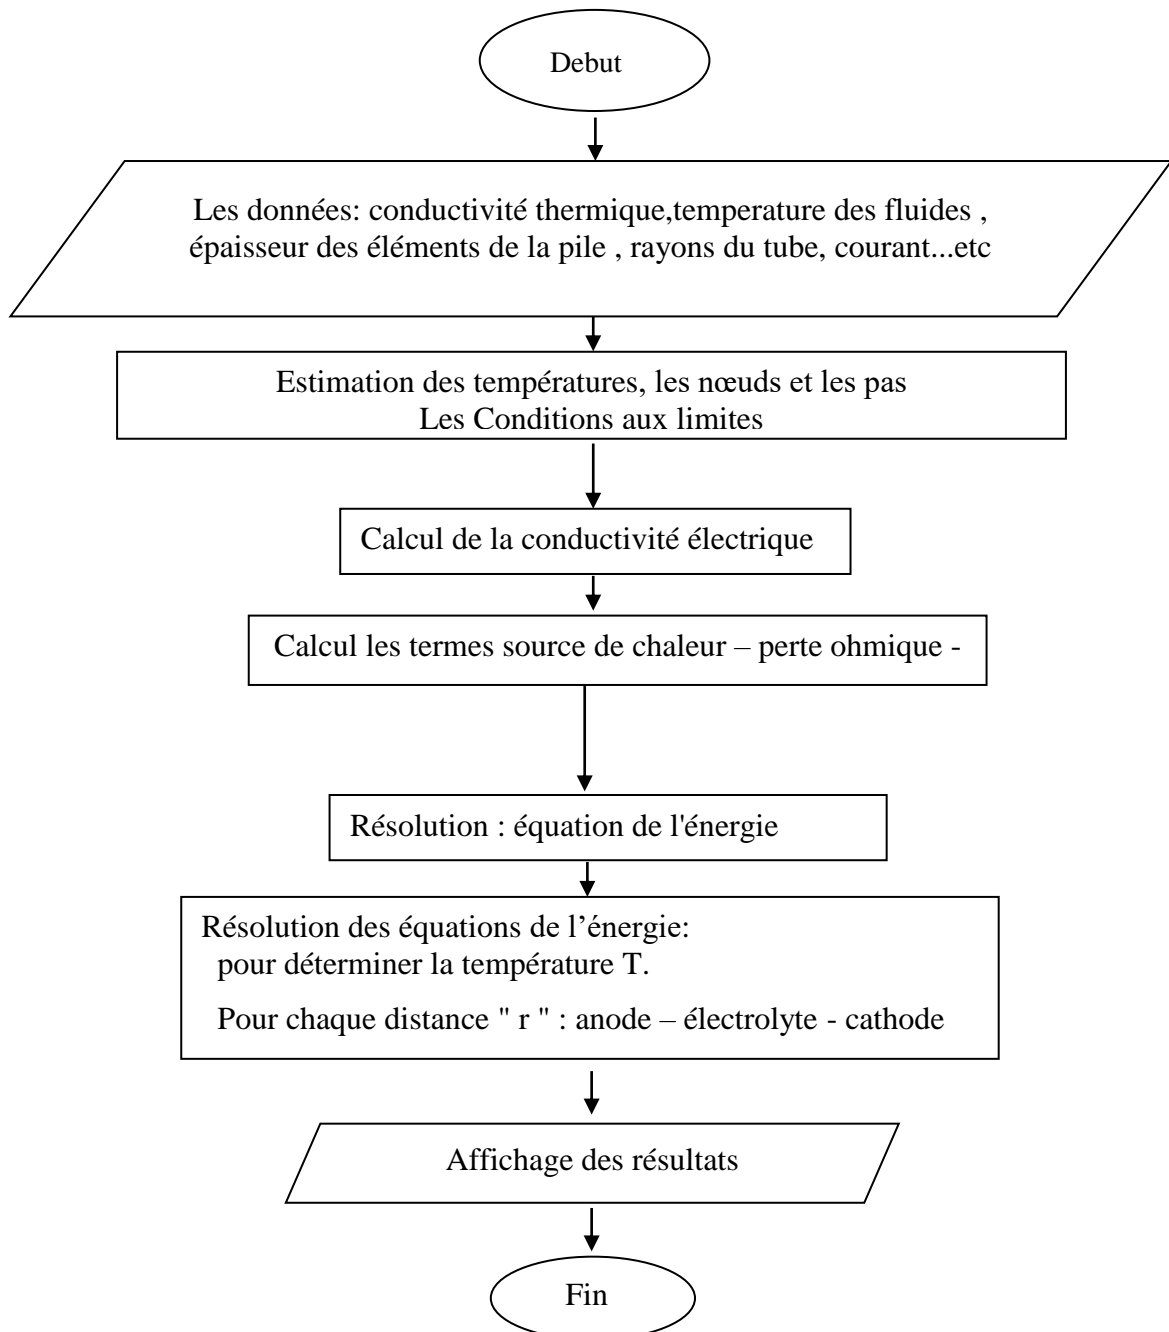 Debut
Les données: conductivité thermique,temperature des fluides ,
épaisseur des éléments de la pile , rayons du tube, courant...etc
Estimation des températures, les nœuds et les pas
Les Conditions aux limites
Calcul de la conductivité électrique
Calcul les termes source de chaleur – perte ohmique -
Résolution : équation de l'énergie
Résolution des équations de l’énergie:
pour déterminer la température T.
Pour chaque distance " r " : anode – électrolyte - cathode
Affichage des résultats
Fin